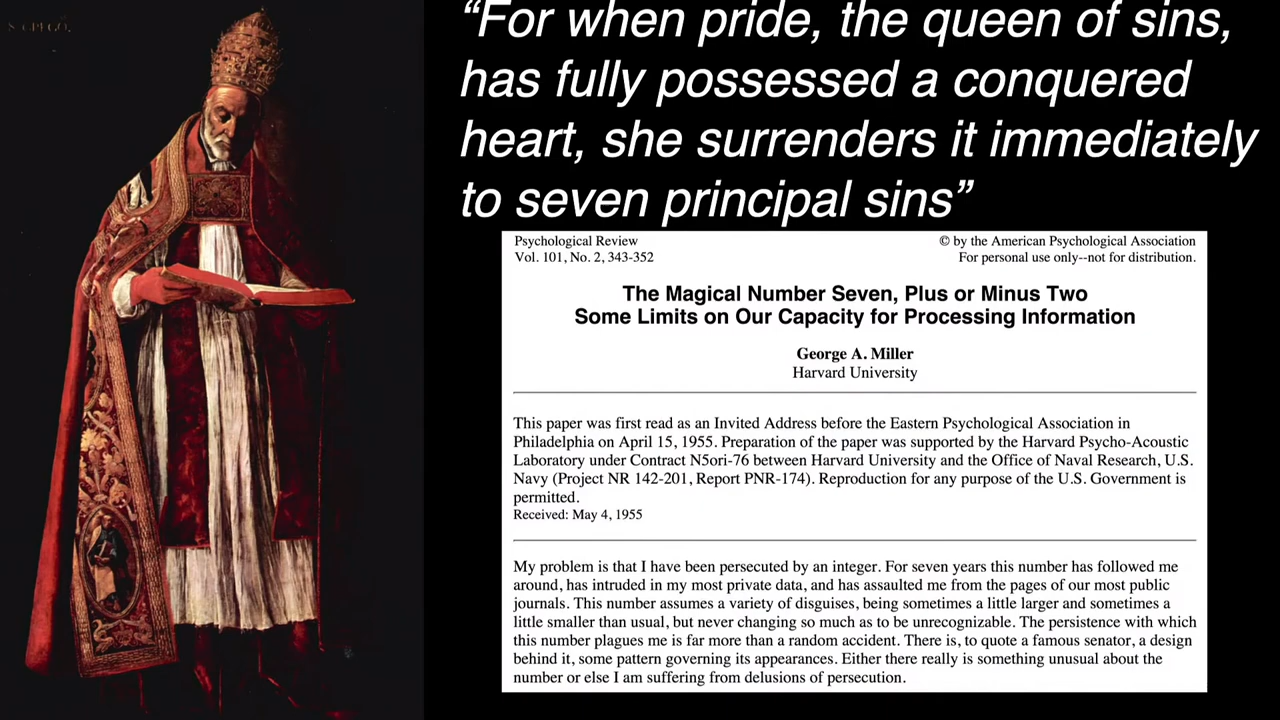 S. GREGO.
“For when pride, the queen of sins,
has fully possessed a conquered
heart, she surrenders it immediately
to seven principal sins”
Psychological Review
Vol. 101, No. 2, 343-352
© by the American Psychological Association
For personal use only--not for distribution.
The Magical Number Seven, Plus or Minus Two
Some Limits on Our Capacity for Processing Information
George A. Miller
Harvard University
This paper was first read as an Invited Address before the Eastern Psychological Association in
Philadelphia on April 15, 1955. Preparation of the paper was supported by the Harvard Psycho-Acoustic
Laboratory under Contract N5ori-76 between Harvard University and the Office of Naval Research, U.S.
Navy (Project NR 142-201, Report PNR-174). Reproduction for any purpose of the U.S. Government is
permitted.
Received: May 4, 1955
My problem is that I have been persecuted by an integer. For seven years this number has followed me
around, has intruded in my most private data, and has assaulted me from the pages of our most public
journals. This number assumes a variety of disguises, being sometimes a little larger and sometimes a
little smaller than usual, but never changing so much as to be unrecognizable. The persistence with which
this number plagues me is far more than a random accident. There is, to quote a famous senator, a design
behind it, some pattern governing its appearances. Either there really is something unusual about the
number or else I am suffering from delusions of persecution.